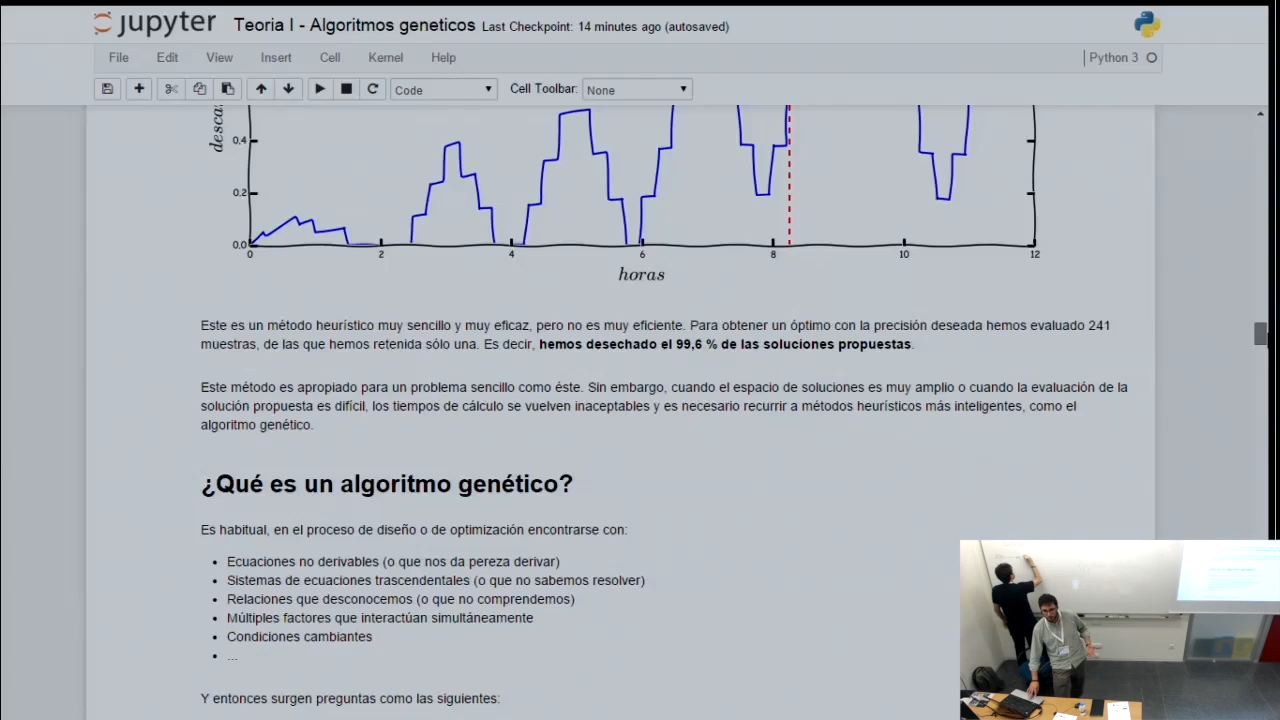 jupyter Teoria I - Algoritmos geneticos Last Checkpoint: 14 minutes ago (autosaved)
File Edit View Insert Cell Kernel Help Python 3
Code Cell Toolbar: None
0,4
0,2
0,0
0 2 4 6 8 10 12
horas
Este es un método heurístico muy sencillo y muy eficaz, pero no es muy eficiente. Para obtener un óptimo con la precisión deseada hemos evaluado 241
muestras, de las que hemos retenida sólo una. Es decir, hemos desechado el 99,6 % de las soluciones propuestas.
Este método es apropiado para un problema sencillo como éste. Sin embargo, cuando el espacio de soluciones es muy amplio o cuando la evaluación de la
solución propuesta es difícil, los tiempos de cálculo se vuelven inaceptables y es necesario recurrir a métodos heurísticos más inteligentes, como el
algoritmo genético.
¿Qué es un algoritmo genético?
Es habitual, en el proceso de diseño o de optimización encontrarse con:
• Ecuaciones no derivables (o que nos da pereza derivar)
• Sistemas de ecuaciones trascendentales (o que no sabemos resolver)
• Relaciones que desconocemos (o que no comprendemos)
• Múltiples factores que interactúan simultáneamente
• Condiciones cambiantes
• ...
Y entonces surgen preguntas como las siguientes: